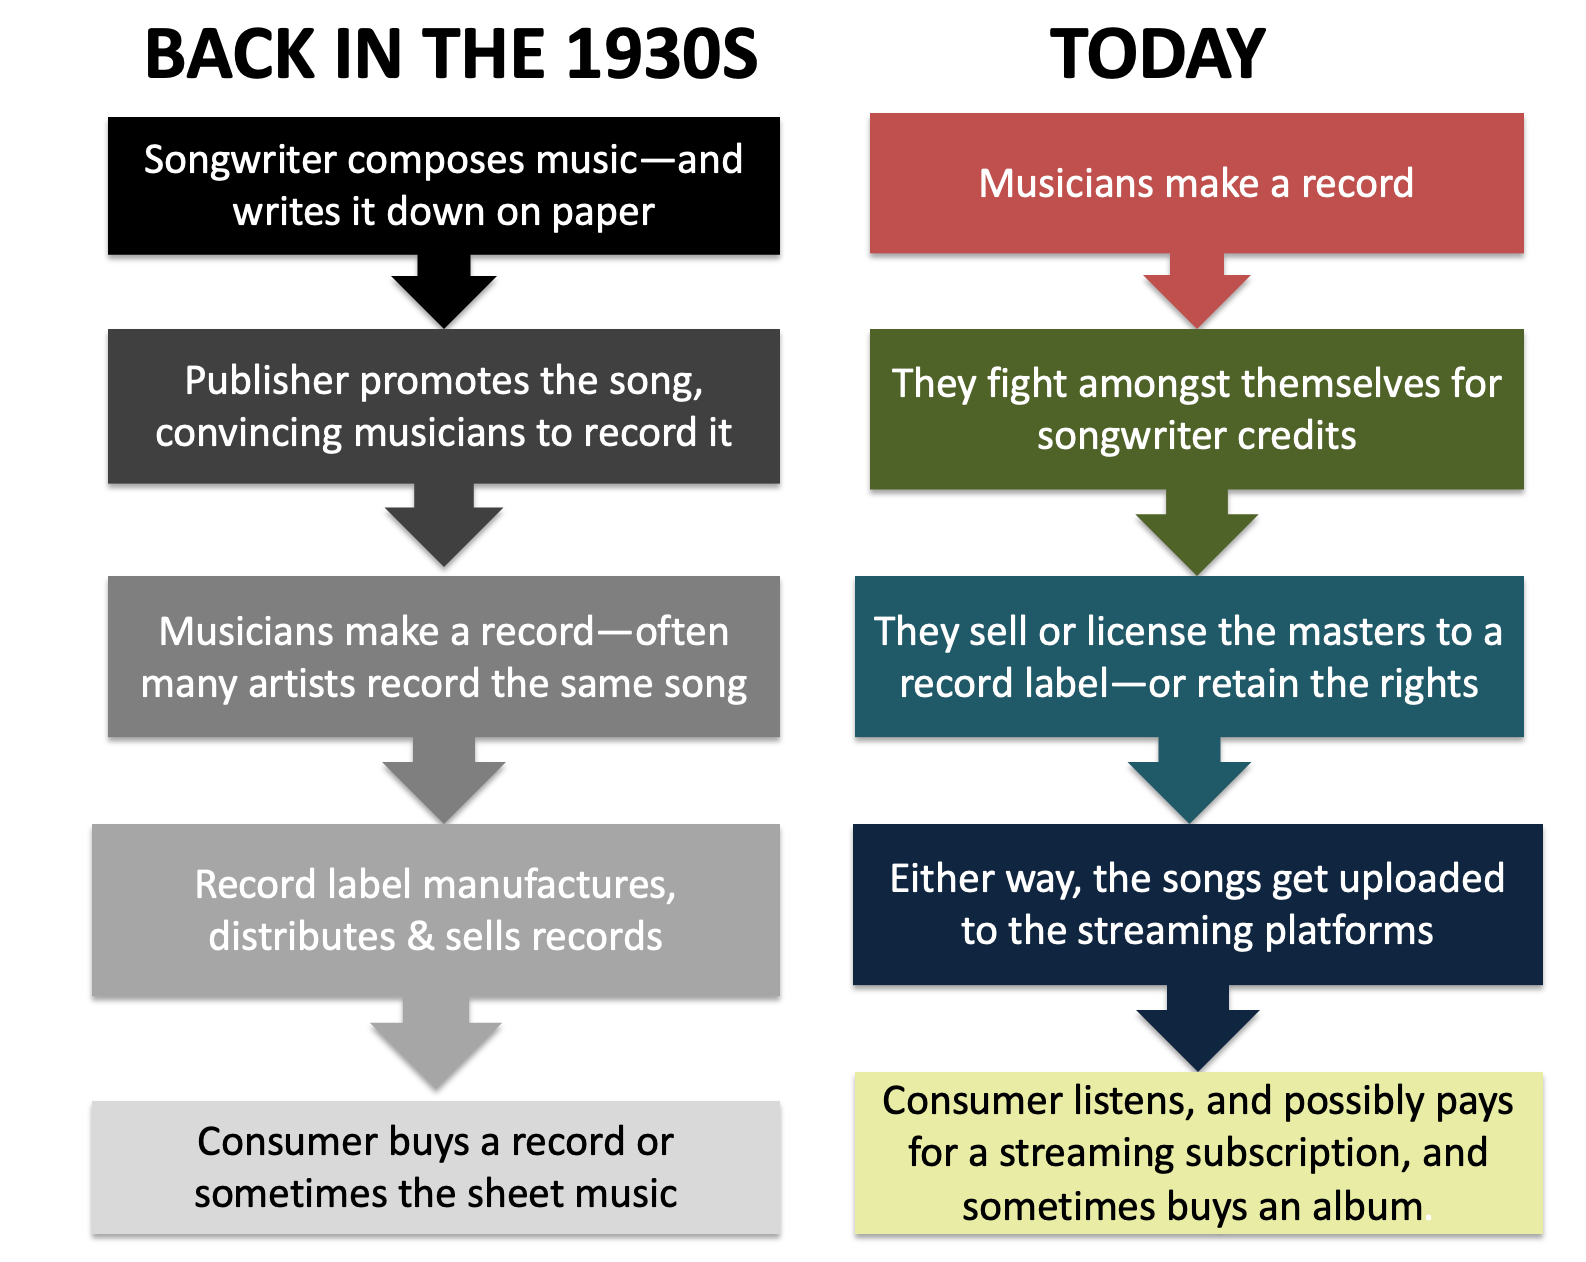 BACK IN THE 1930S
Songwriter composes music—and
writes it down on paper
Publisher promotes the song,
convincing musicians to record it
Musicians make a record—often
many artists record the same song
Record label manufactures,
distributes & sells records
Consumer buys a record or
sometimes the sheet music
TODAY
Musicians make a record
They fight amongst themselves for
songwriter credits
They sell or license the masters to a
record label—or retain the rights
Either way, the songs get uploaded
to the streaming platforms
Consumer listens, and possibly pays
for a streaming subscription, and
sometimes buys an album.